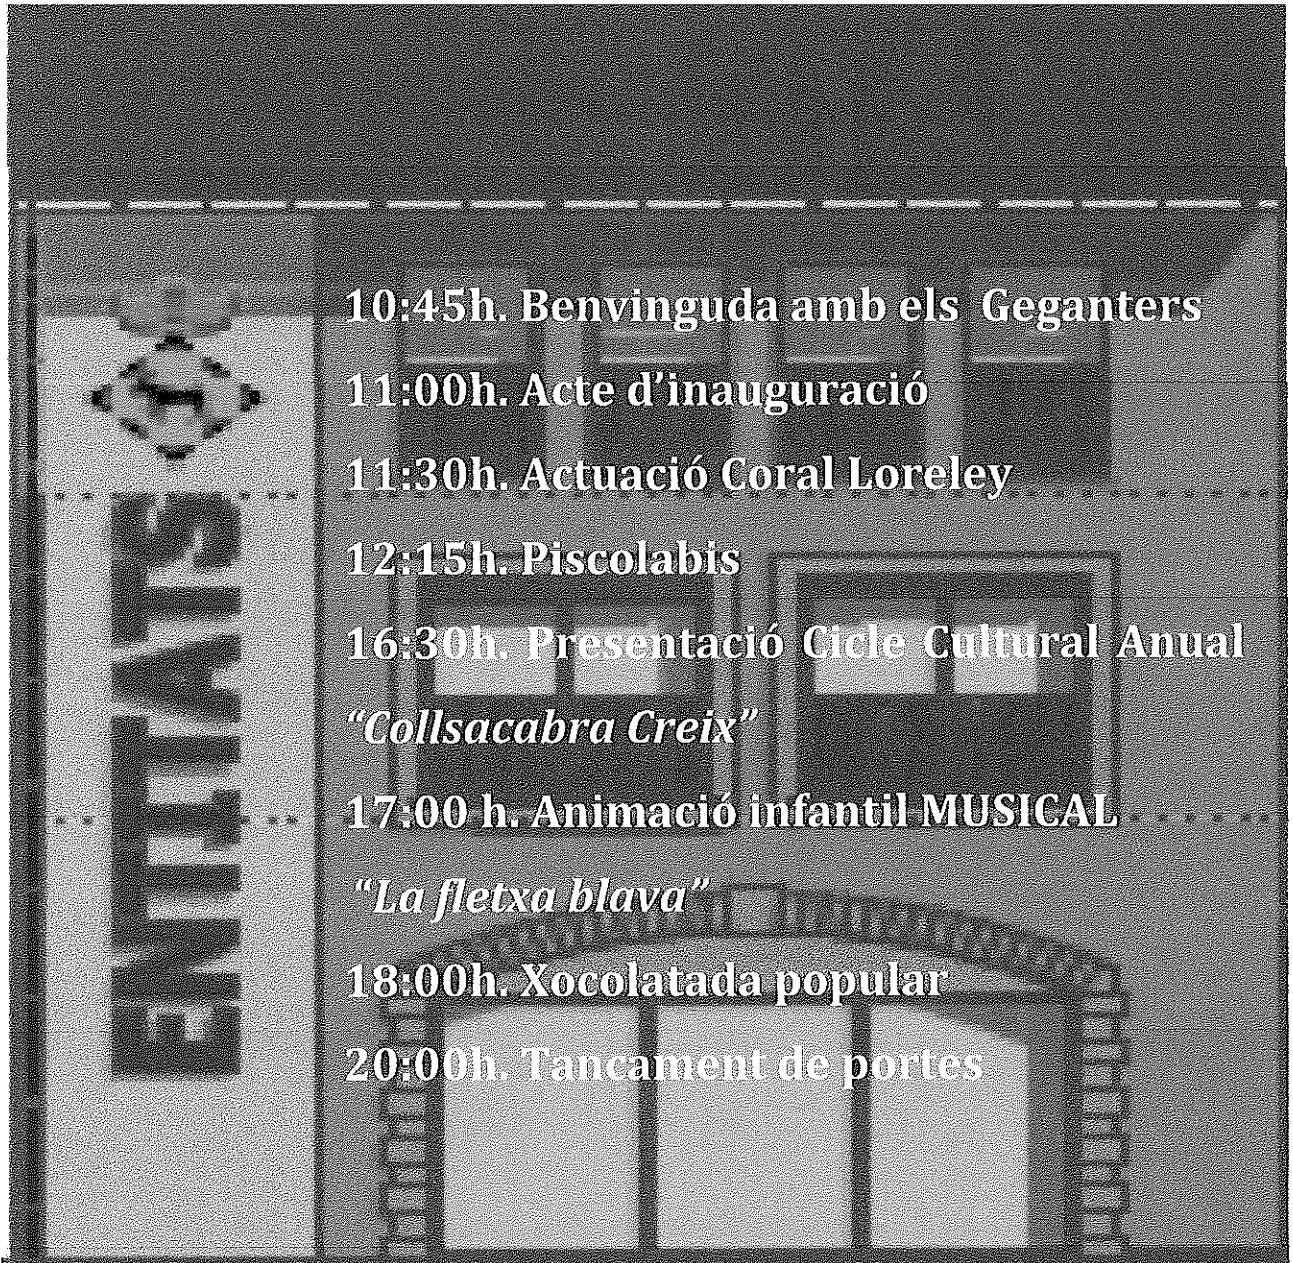 10:45h. Benvinguda amb els Geganters
11:00h. Acte d'inauguració
11:30h. Actuació Coral Loreley
12:15h. Piscolabis
16:30h. Presentació Cicle Cultural Anual
“Collsacabra Creix”
17:00 h. Animació infantil MUSICAL
“La fletxa blava”
18:00h. Xocolatada popular
20:00h. Tancament de portes
ENTITATS